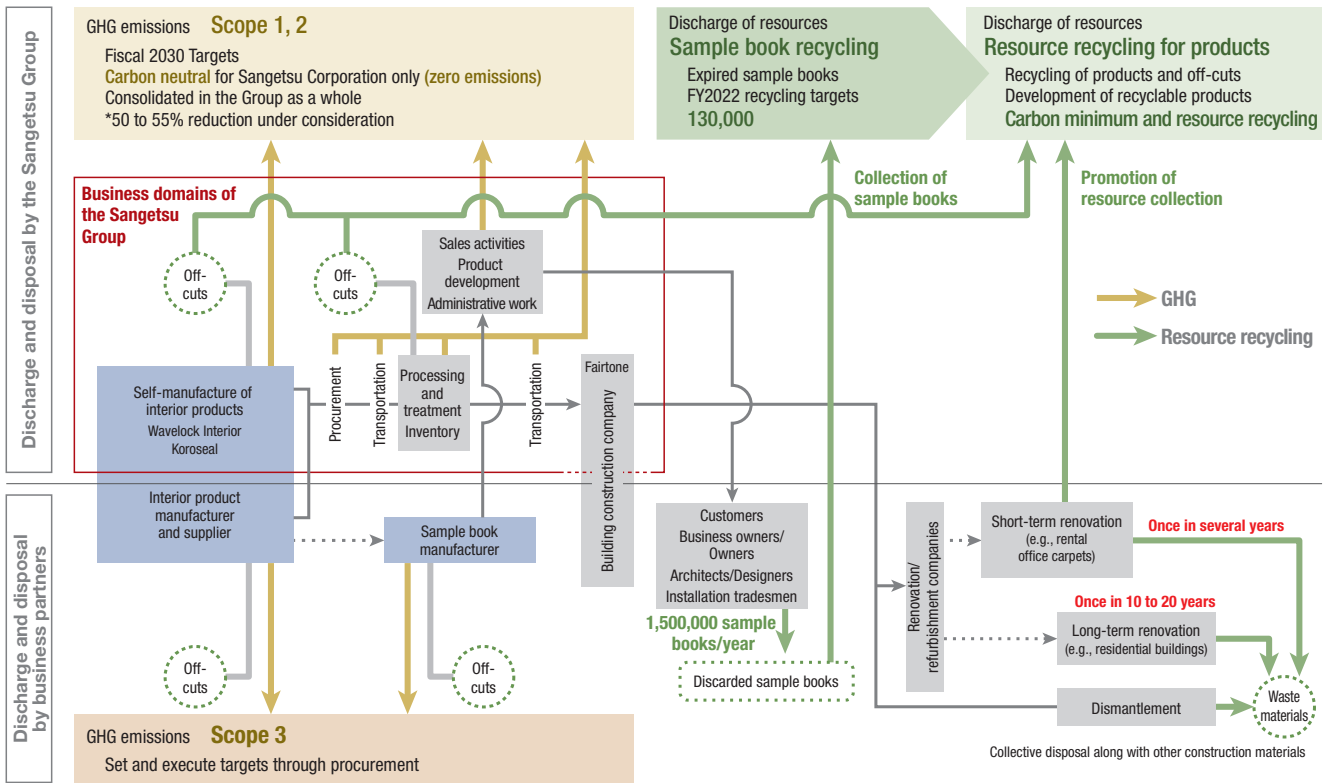 Discharge and disposal by the Sangetsu Group
GHG emissions Scope 1, 2
Fiscal 2030 Targets
Carbon neutral for Sangetsu Corporation only (zero emissions)
Consolidated in the Group as a whole
*50 to 55% reduction under consideration
Discharge of resources
Sample book recycling
Expired sample books
FY2022 recycling targets
130,000
Discharge of resources
Resource recycling for products
Recycling of products and off-cuts
Development of recyclable products
Carbon minimum and resource recycling
Business domains of
the Sangetsu
Group
Collection of
sample books
Promotion of
resource collection
Off-
cuts
Off-
cuts
Sales activities
Product
development
Administrative work
GHG
Resource recycling
Self-manufacture of
interior products
Wavelock Interior
Koroseal
Procurement
Transportation
Processing
and
treatment
Inventory
Transportation
Fairtone
Building construction company
Discharge and disposal
by business partners
Interior product
manufacturer
and supplier
Sample book
manufacturer
Customers
Business owners/
Owners
Architects/Designers
Installation tradesmen
1,500,000 sample
books/year
Discarded sample books
Renovation/
refurbishment companies
Short-term renovation
(e.g., rental
office carpets)
Once in several years
Once in 10 to 20 years
Long-term renovation
(e.g., residential buildings)
Dismantlement
Waste
materials
Off-
cuts
Off-
cuts
GHG emissions Scope 3
Set and execute targets through procurement
Collective disposal along with other construction materials